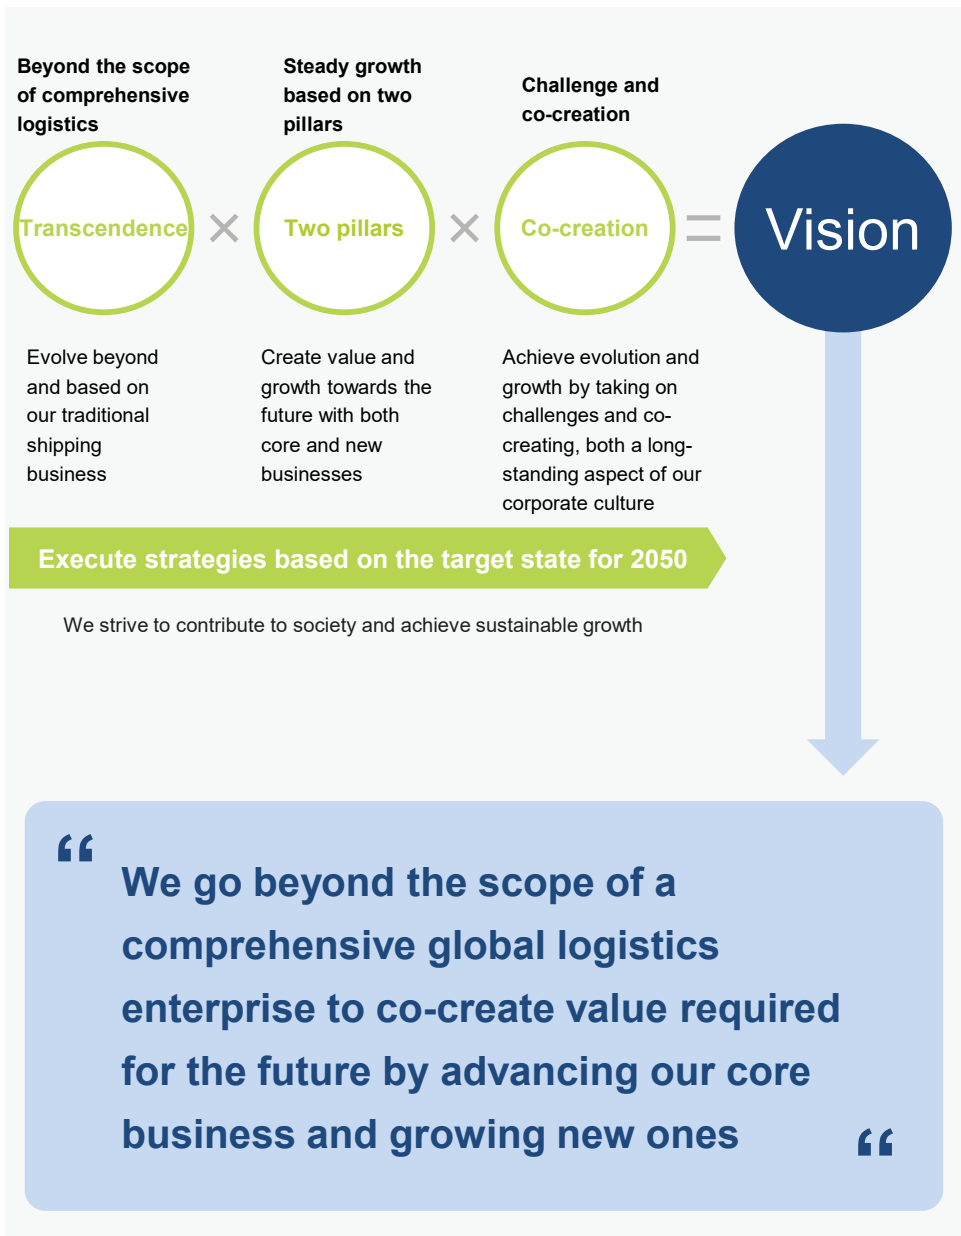 Beyond the scope
of comprehensive
logistics
Steady growth
based on two
pillars
Challenge and
co-creation
Transcendence
×
Two pillars
×
Co-creation
=
Vision
Evolve beyond
and based on
our traditional
shipping
business
Create value and
growth towards the
future with both
core and new
businesses
Achieve evolution and
growth by taking on
challenges and co-
creating, both a long-
standing aspect of our
corporate culture
Execute strategies based on the target state for 2050
We strive to contribute to society and achieve sustainable growth
“
We go beyond the scope of a
comprehensive global logistics
enterprise to co-create value required
for the future by advancing our core
business and growing new ones
“